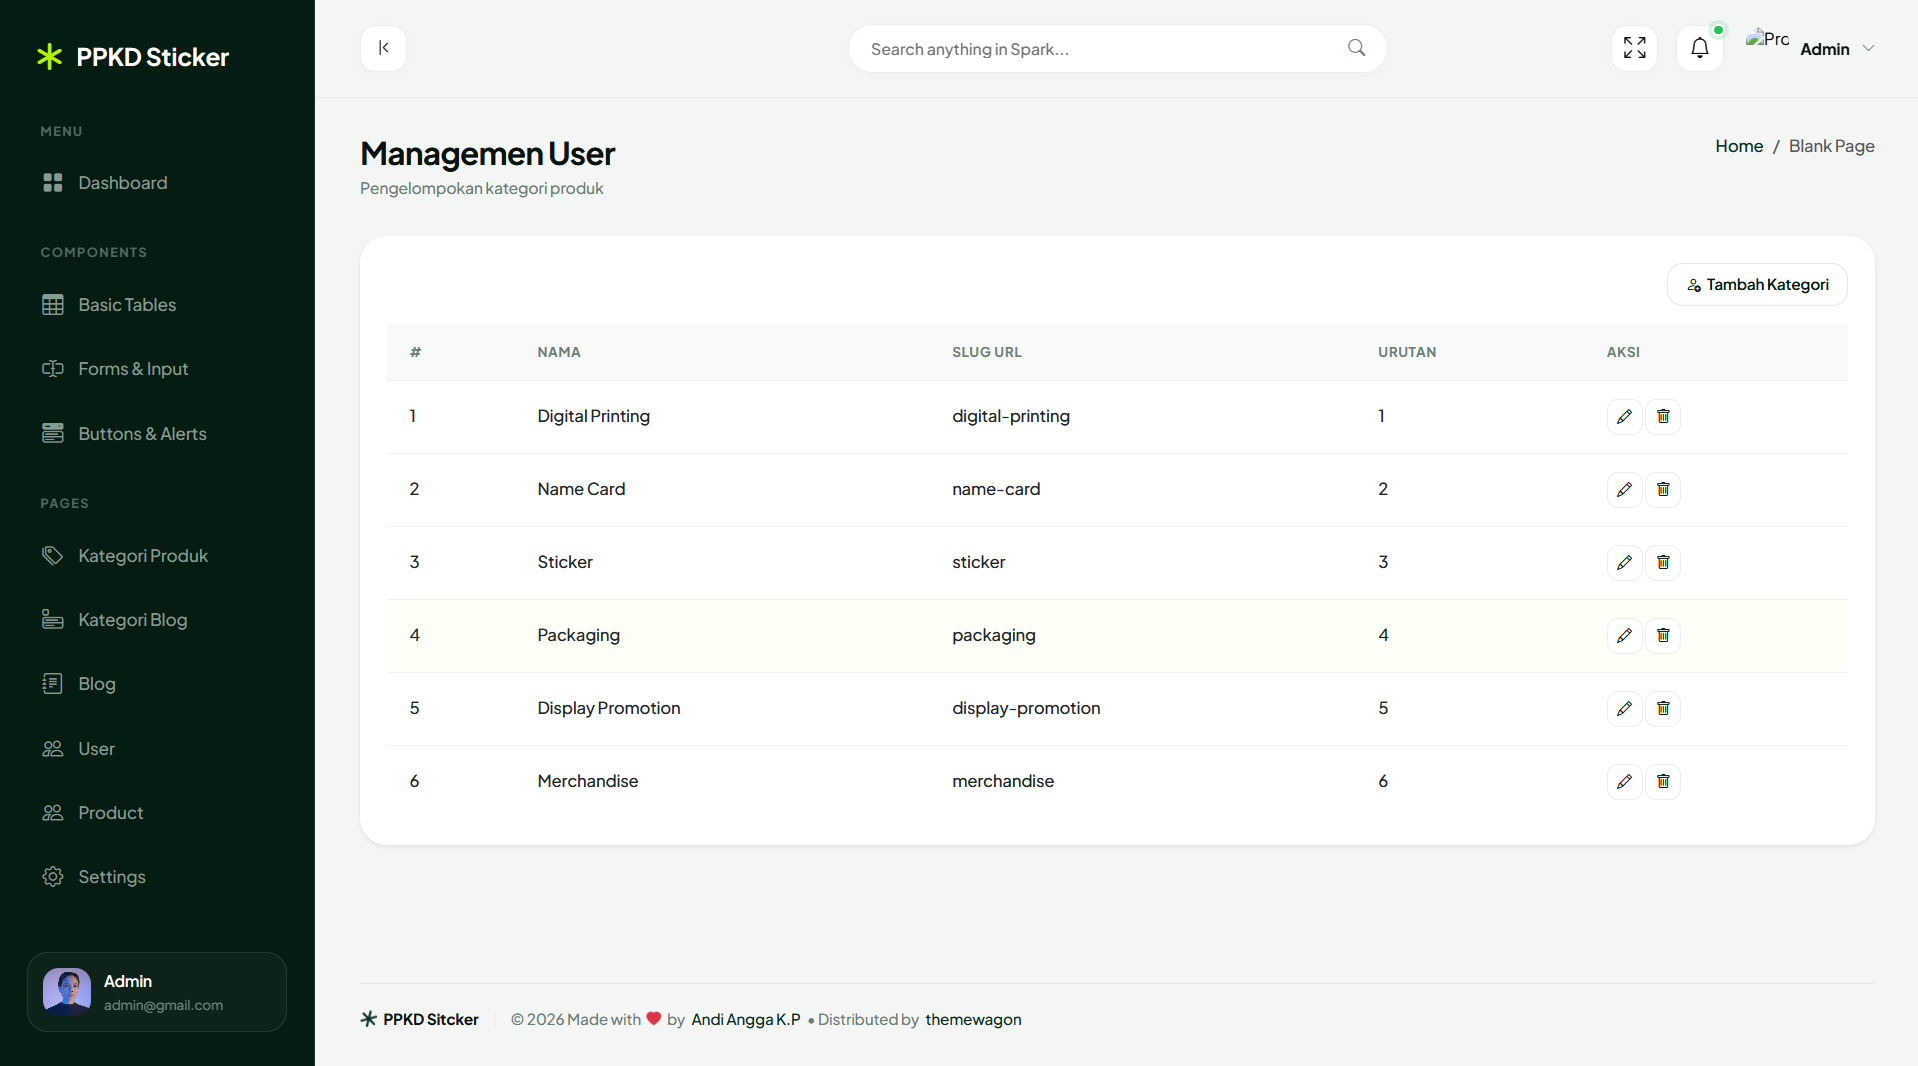 PPKD Sticker
MENU
Dashboard
COMPONENTS
Basic Tables
Forms & Input
Buttons & Alerts
PAGES
Kategori Produk
Kategori Blog
Blog
User
Product
Settings
Admin
admin@gmail.com
Search anything in Spark...
Pro
Admin
Managemen User
Pengelompokan kategori produk
Home / Blank Page
Tambah Kategori
# NAMA SLUG URL URUTAN AKSI
1 Digital Printing digital-printing 1
2 Name Card name-card 2
3 Sticker sticker 3
4 Packaging packaging 4
5 Display Promotion display-promotion 5
6 Merchandise merchandise 6
PPKD Sitcker © 2026 Made with ❤ by Andi Angga K.P • Distributed by themewagon